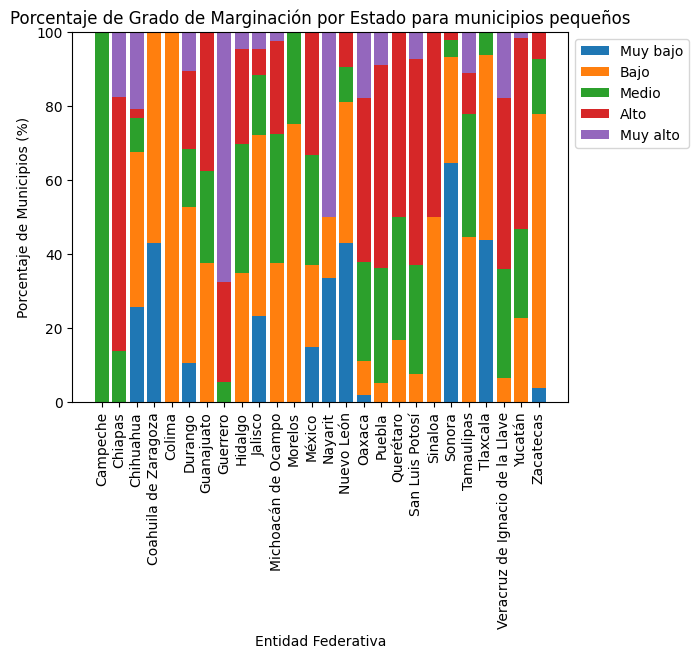 Porcentaje de Grado de Marginación por Estado para municipios pequeños
Porcentaje de Municipios (%)
100
80
60
40
20
0
Muy bajo
Bajo
Medio
Alto
Muy alto
Campeche
Chiapas
Chihuahua
Coahuila de Zaragoza
Colima
Durango
Guanajuato
Guerrero
Hidalgo
Jalisco
Michoacán de Ocampo
Morelos
México
Nayarit
Nuevo León
Oaxaca
Puebla
Querétaro
San Luis Potosí
Sinaloa
Sonora
Tamaulipas
Tlaxcala
Veracruz de Ignacio de la Llave
Yucatán
Zacatecas
Entidad Federativa